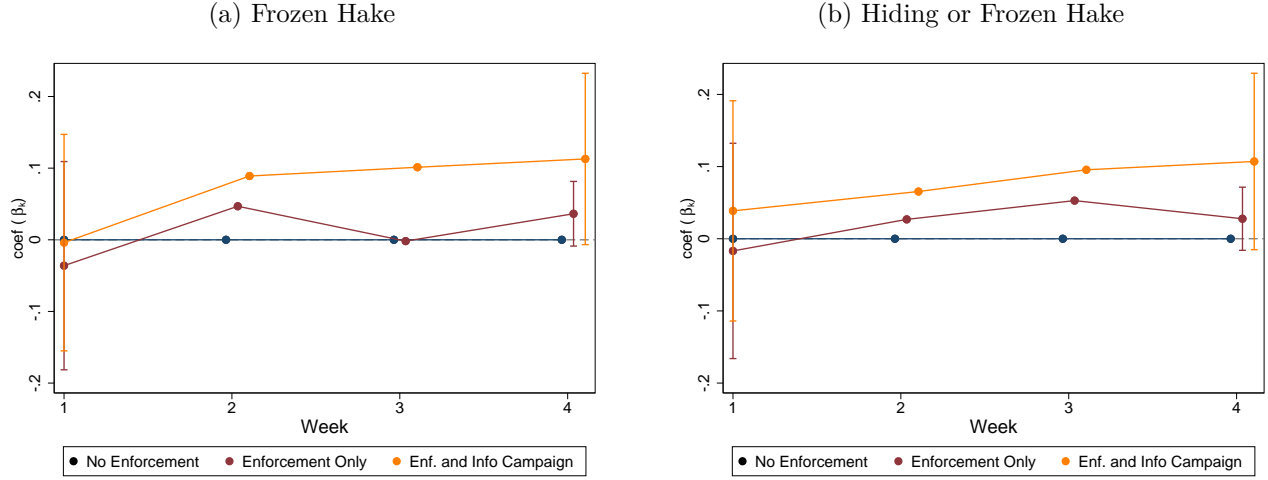 (a) Frozen Hake
.2
.1
0
-.1
-.2
coef ( βk)
1 2 3 4
Week
No Enforcement Enforcement Only Enf. and Info Campaign
(b) Hiding or Frozen Hake
.2
.1
0
-.1
-.2
coef ( βk)
1 2 3 4
Week
No Enforcement Enforcement Only Enf. and Info Campaign